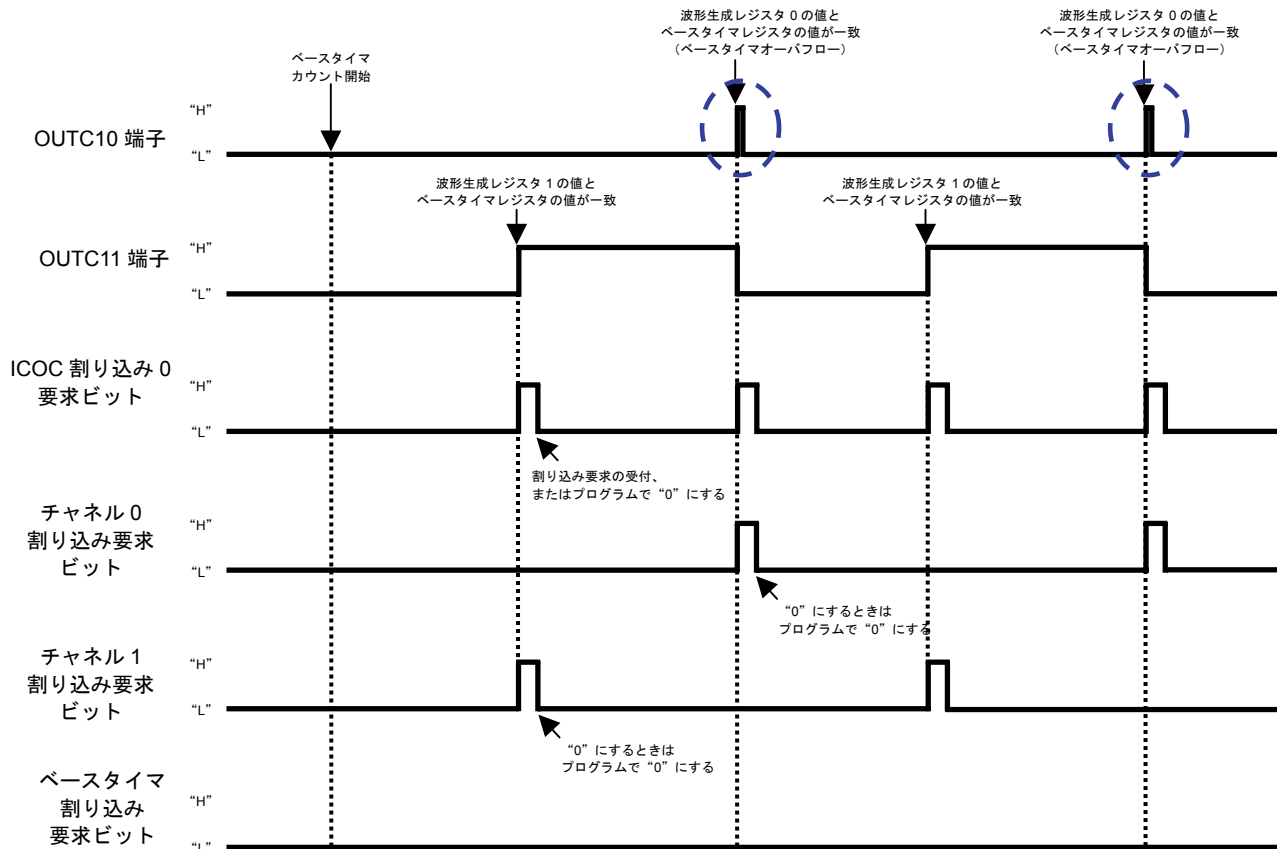 波形生成レジスタ 0 の値と
ベースタイマレジスタの値が一致
（ベースタイマオーバフロー）
波形生成レジスタ 0 の値と
ベースタイマレジスタの値が一致
（ベースタイマオーバフロー）
ベースタイマ
カウント開始
“H”
OUTC10 端子
“L”
波形生成レジスタ 1 の値と
ベースタイマレジスタの値が一致
波形生成レジスタ 1 の値と
ベースタイマレジスタの値が一致
“H”
OUTC11 端子
“L”
ICOC 割り込み 0
要求ビット
“H”
“L”
割り込み要求の受付、
またはプログラムで “0” にする
チャネル 0
割り込み要求
ビット
“H”
“L”
“0” にするときは
プログラムで “0” にする
チャネル 1
割り込み要求
ビット
“H”
“L”
“0” にするときは
プログラムで “0” にする
ベースタイマ
割り込み
要求ビット
“H”
“L”